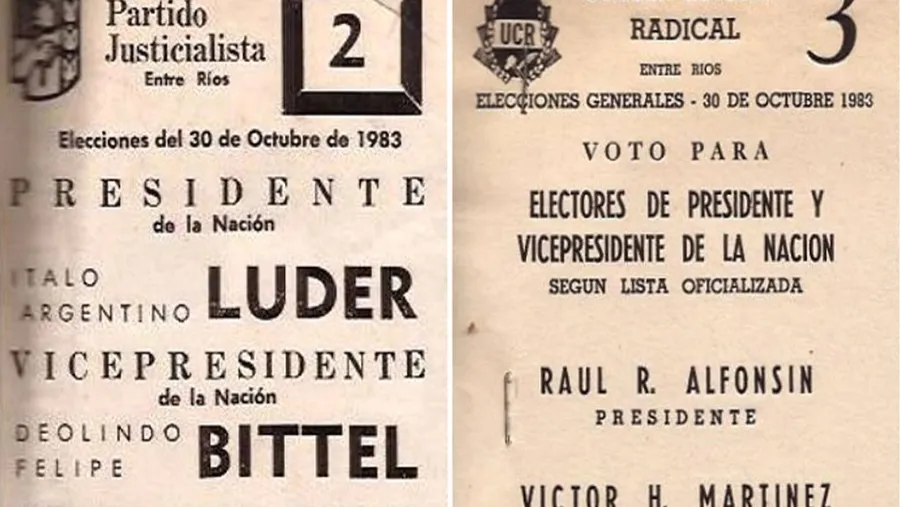 Partido
Justicialista
Entre Ríos
2
Elecciones del 30 de Octubre de 1983
PRESIDENTE
de la Nación
ITALO
ARGENTINO LUDER
VICEPRESIDENTE
de la Nación
DEOLINDO
FELIPE BITTEL
UCR
RADICAL
3
ENTRE RIOS
ELECCIONES GENERALES - 30 DE OCTUBRE 1983
VOTO PARA
ELECTORES DE PRESIDENTE Y
VICEPRESIDENTE DE LA NACION
SEGUN LISTA OFICIALIZADA
RAUL R. ALFONSIN
PRESIDENTE
VICTOR H. MARTINEZ